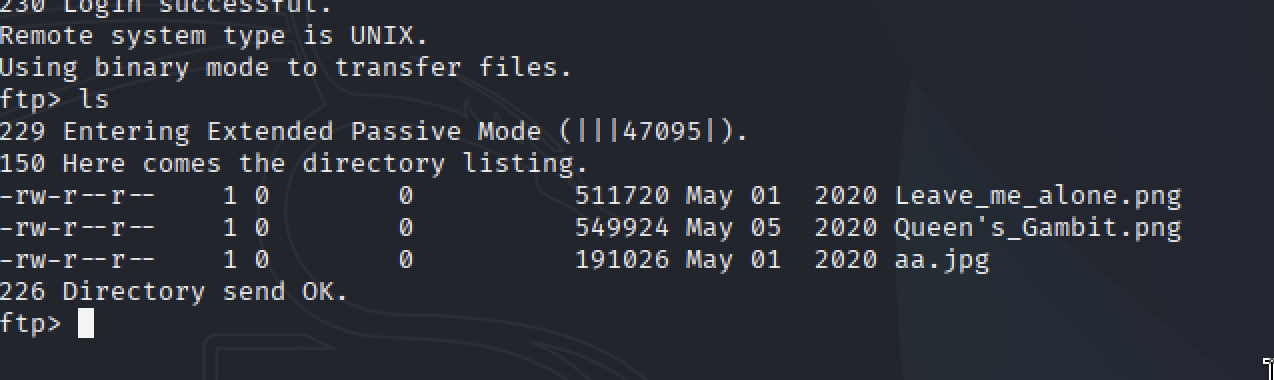 230 Login successful.
Remote system type is UNIX.
Using binary mode to transfer files.
ftp> ls
229 Entering Extended Passive Mode (|||47095|).
150 Here comes the directory listing.
-rw-r--r--    1 0        0          511720 May 01  2020 Leave_me_alone.png
-rw-r--r--    1 0        0          549924 May 05  2020 Queen's_Gambit.png
-rw-r--r--    1 0        0          191026 May 01  2020 aa.jpg
226 Directory send OK.
ftp>